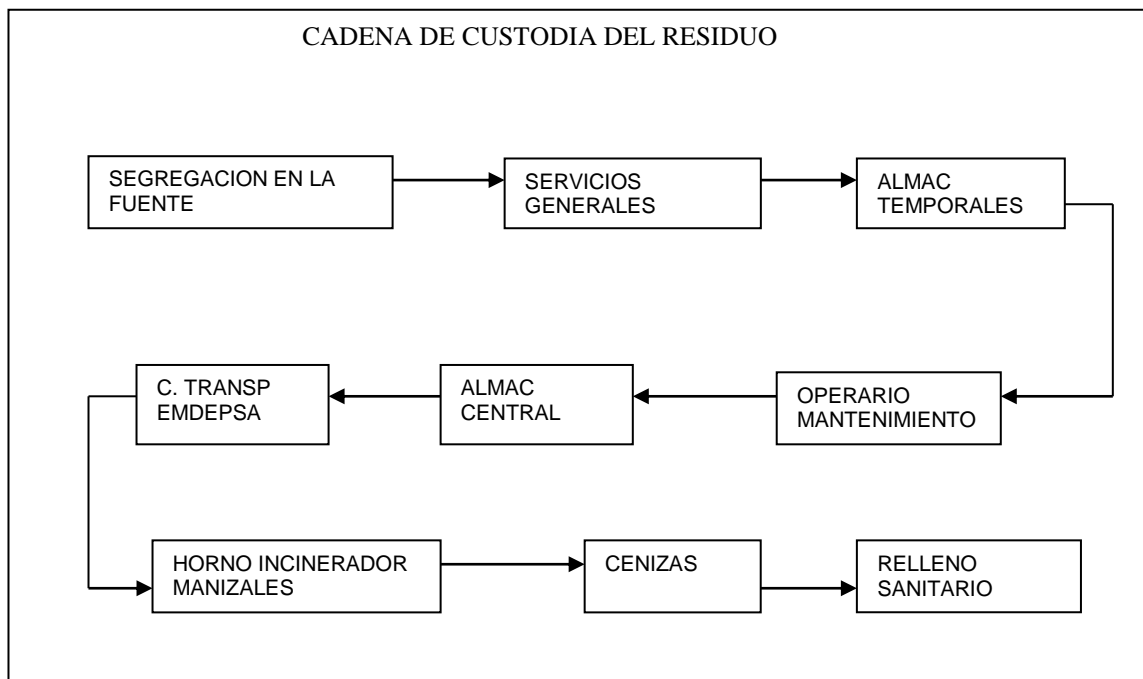 CADENA DE CUSTODIA DEL RESIDUO
SEGREGACION EN LA
FUENTE
SERVICIOS
GENERALES
ALMAC
TEMPORALES
OPERARIO
MANTENIMIENTO
ALMAC
CENTRAL
C. TRANSP
EMDEPSA
HORNO INCINERADOR
MANIZALES
CENIZAS
RELLENO
SANITARIO